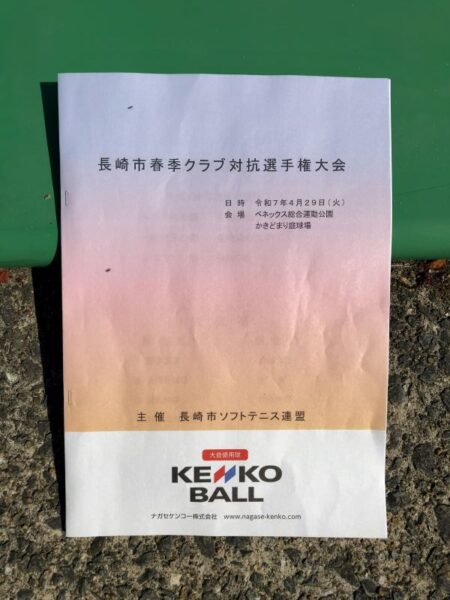 長崎市春季クラブ対抗選手権大会
日 時 令和7年4月29日(火)
会 場 ベネックス総合運動公園
かきどまり庭球場
主 催 長崎市ソフトテニス連盟
大会使用球
KENKO
BALL
ナガセケンコー株式会社 www.nagase-kenko.com